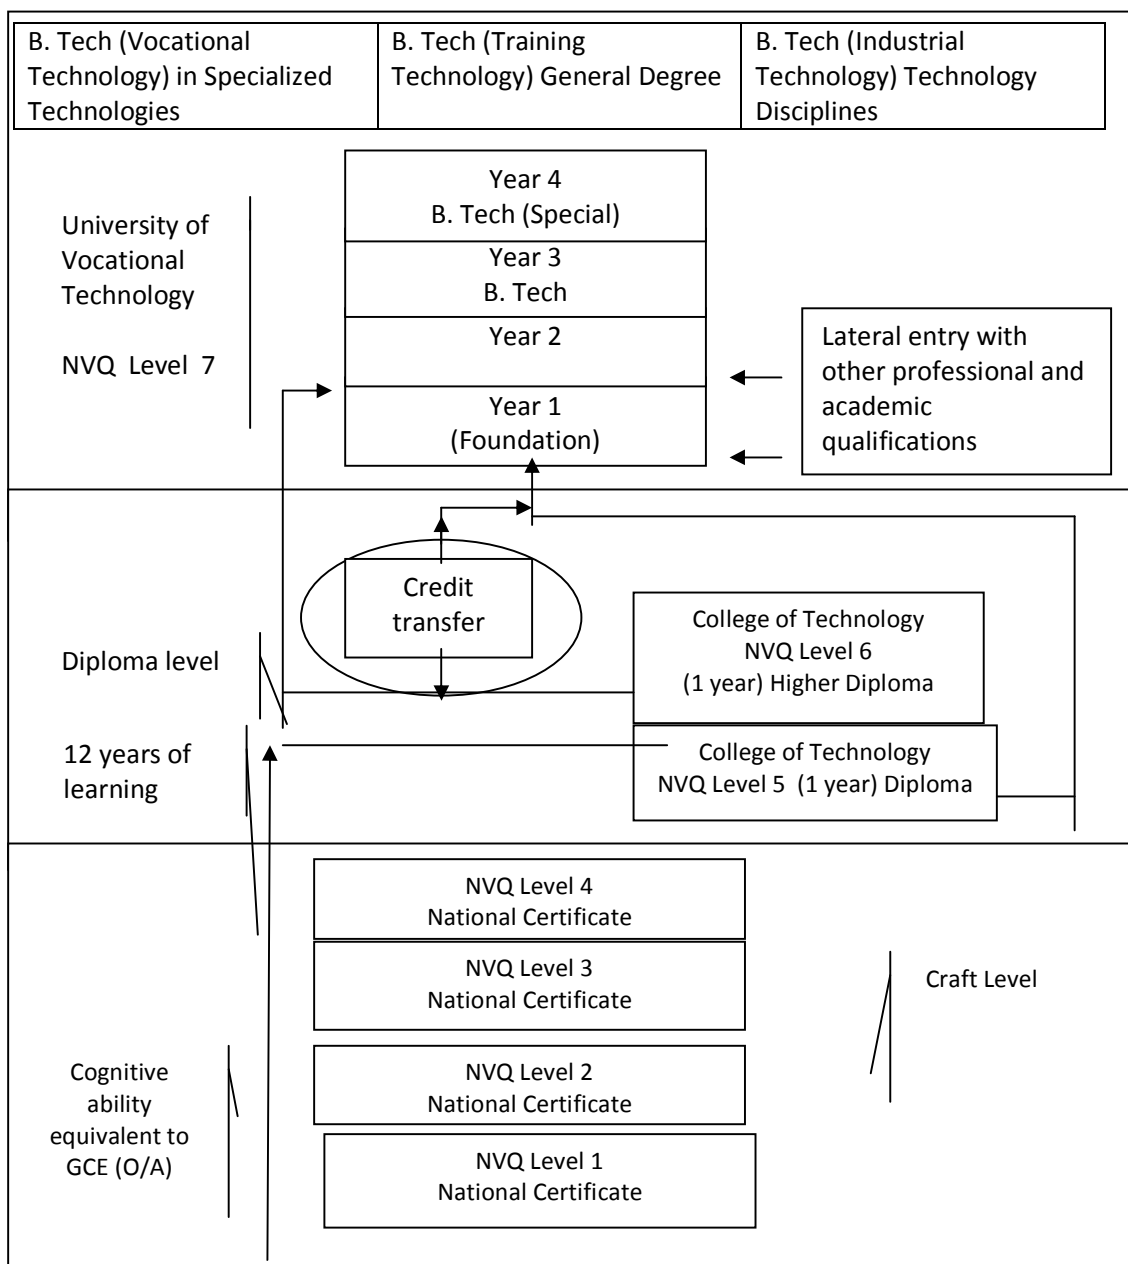 B. Tech (Vocational
Technology) in Specialized
Technologies
B. Tech (Training
Technology) General Degree
B. Tech (Industrial
Technology) Technology
Disciplines
Year 4
B. Tech (Special)
University of
Vocational
Technology
NVQ Level 7
Year 3
B. Tech
Year 2
Year 1
(Foundation)
Lateral entry with
other professional and
academic
qualifications
Credit
transfer
Diploma level
College of Technology
NVQ Level 6
(1 year) Higher Diploma
12 years of
learning
College of Technology
NVQ Level 5 (1 year) Diploma
NVQ Level 4
National Certificate
NVQ Level 3
National Certificate
Craft Level
Cognitive
ability
equivalent to
GCE (O/A)
NVQ Level 2
National Certificate
NVQ Level 1
National Certificate